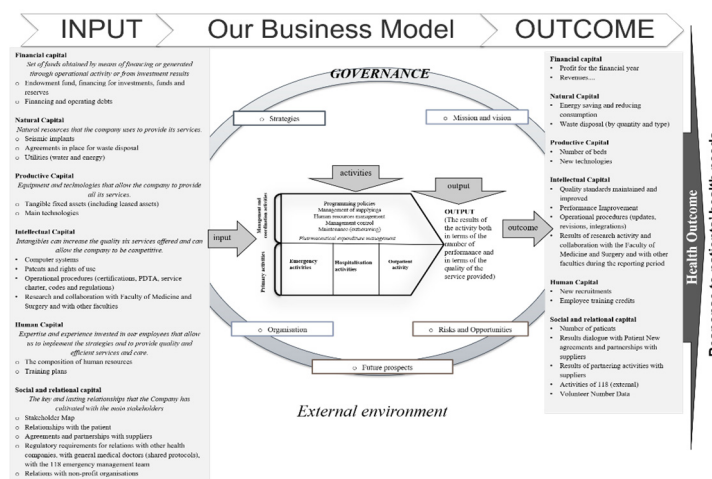 INPUT
Our Business Model
OUTCOME
Financial capital
Set of funds obtained by means of financing or generated
through operational activity or from investment results
o Endowment fund, financing for investments, funds and
reserves
o Financing and operating debts
Natural Capital
Natural resources that the company uses to provide its services.
o Seismic implants
o Agreements in place for waste disposal
o Utilities (water and energy)
Productive Capital
Equipment and technologies that allow the company to provide
all its services.
o Tangible fixed assets (including leased assets)
o Main technologies
Intellectual Capital
Intangibles can increase the quality six services offered and can
allow the company to be competitive.
• Computer systems
• Patents and rights of use
• Operational procedures (certifications, PDTA, service
charter, codes and regulations)
• Research and collaboration with Faculty of Medicine and
Surgery and with other faculties
Human Capital
Expertise and experience invested in our employees that allow
us to implement the strategies and to provide quality and
efficient services and care.
o The composition of human resources
o Training plans
Social and relational capital
The key and lasting relationships that the Company has
cultivated with the main stakeholders
o Stakeholder Map
o Relationships with the patient
o Agreements and partnerships with suppliers
o Regulatory requirements for relations with other health
companies, with general medical doctors (shared protocols),
with the 118 emergency management team
o Relations with non-profit organisations
GOVERNANCE
o Strategies
o Mission and vision
activities
output
input
outcome
Management and
coordination activities
Programming policies
Management of supplyings
Human resources management
Management control
Maintenance (outsourcing)
Pharmaceutical expenditure management
Primary activities
Emergency
activities
Hospitalisation
activities
Outpatient
activity
OUTPUT
(The results of
the activity both
in terms of the
number of
performance and
in terms of the
quality of the
service provided)
o Organisation
o Risks and Opportunities
o Future prospects
External environment
Financial capital
• Profit for the financial year
• Revenues....
Natural Capital
• Energy saving and reducing
consumption
• Waste disposal (by quantity and type)
Productive Capital
• Number of beds
• New technologies
Intellectual Capital
• Quality standards maintained and
improved
• Performance Improvement
• Operational procedures (updates,
revisions, integrations)
• Results of research activity and
collaboration with the Faculty of
Medicine and Surgery and with other
faculties during the reporting period
Human Capital
• New recruitments
• Employee training credits
Social and relational capital
• Number of patients
• Results dialogue with Patient New
agreements and partnerships with
suppliers
• Results of partnering activities with
suppliers
• Activities of 118 (external)
• Volunteer Number Data
Health Outcome